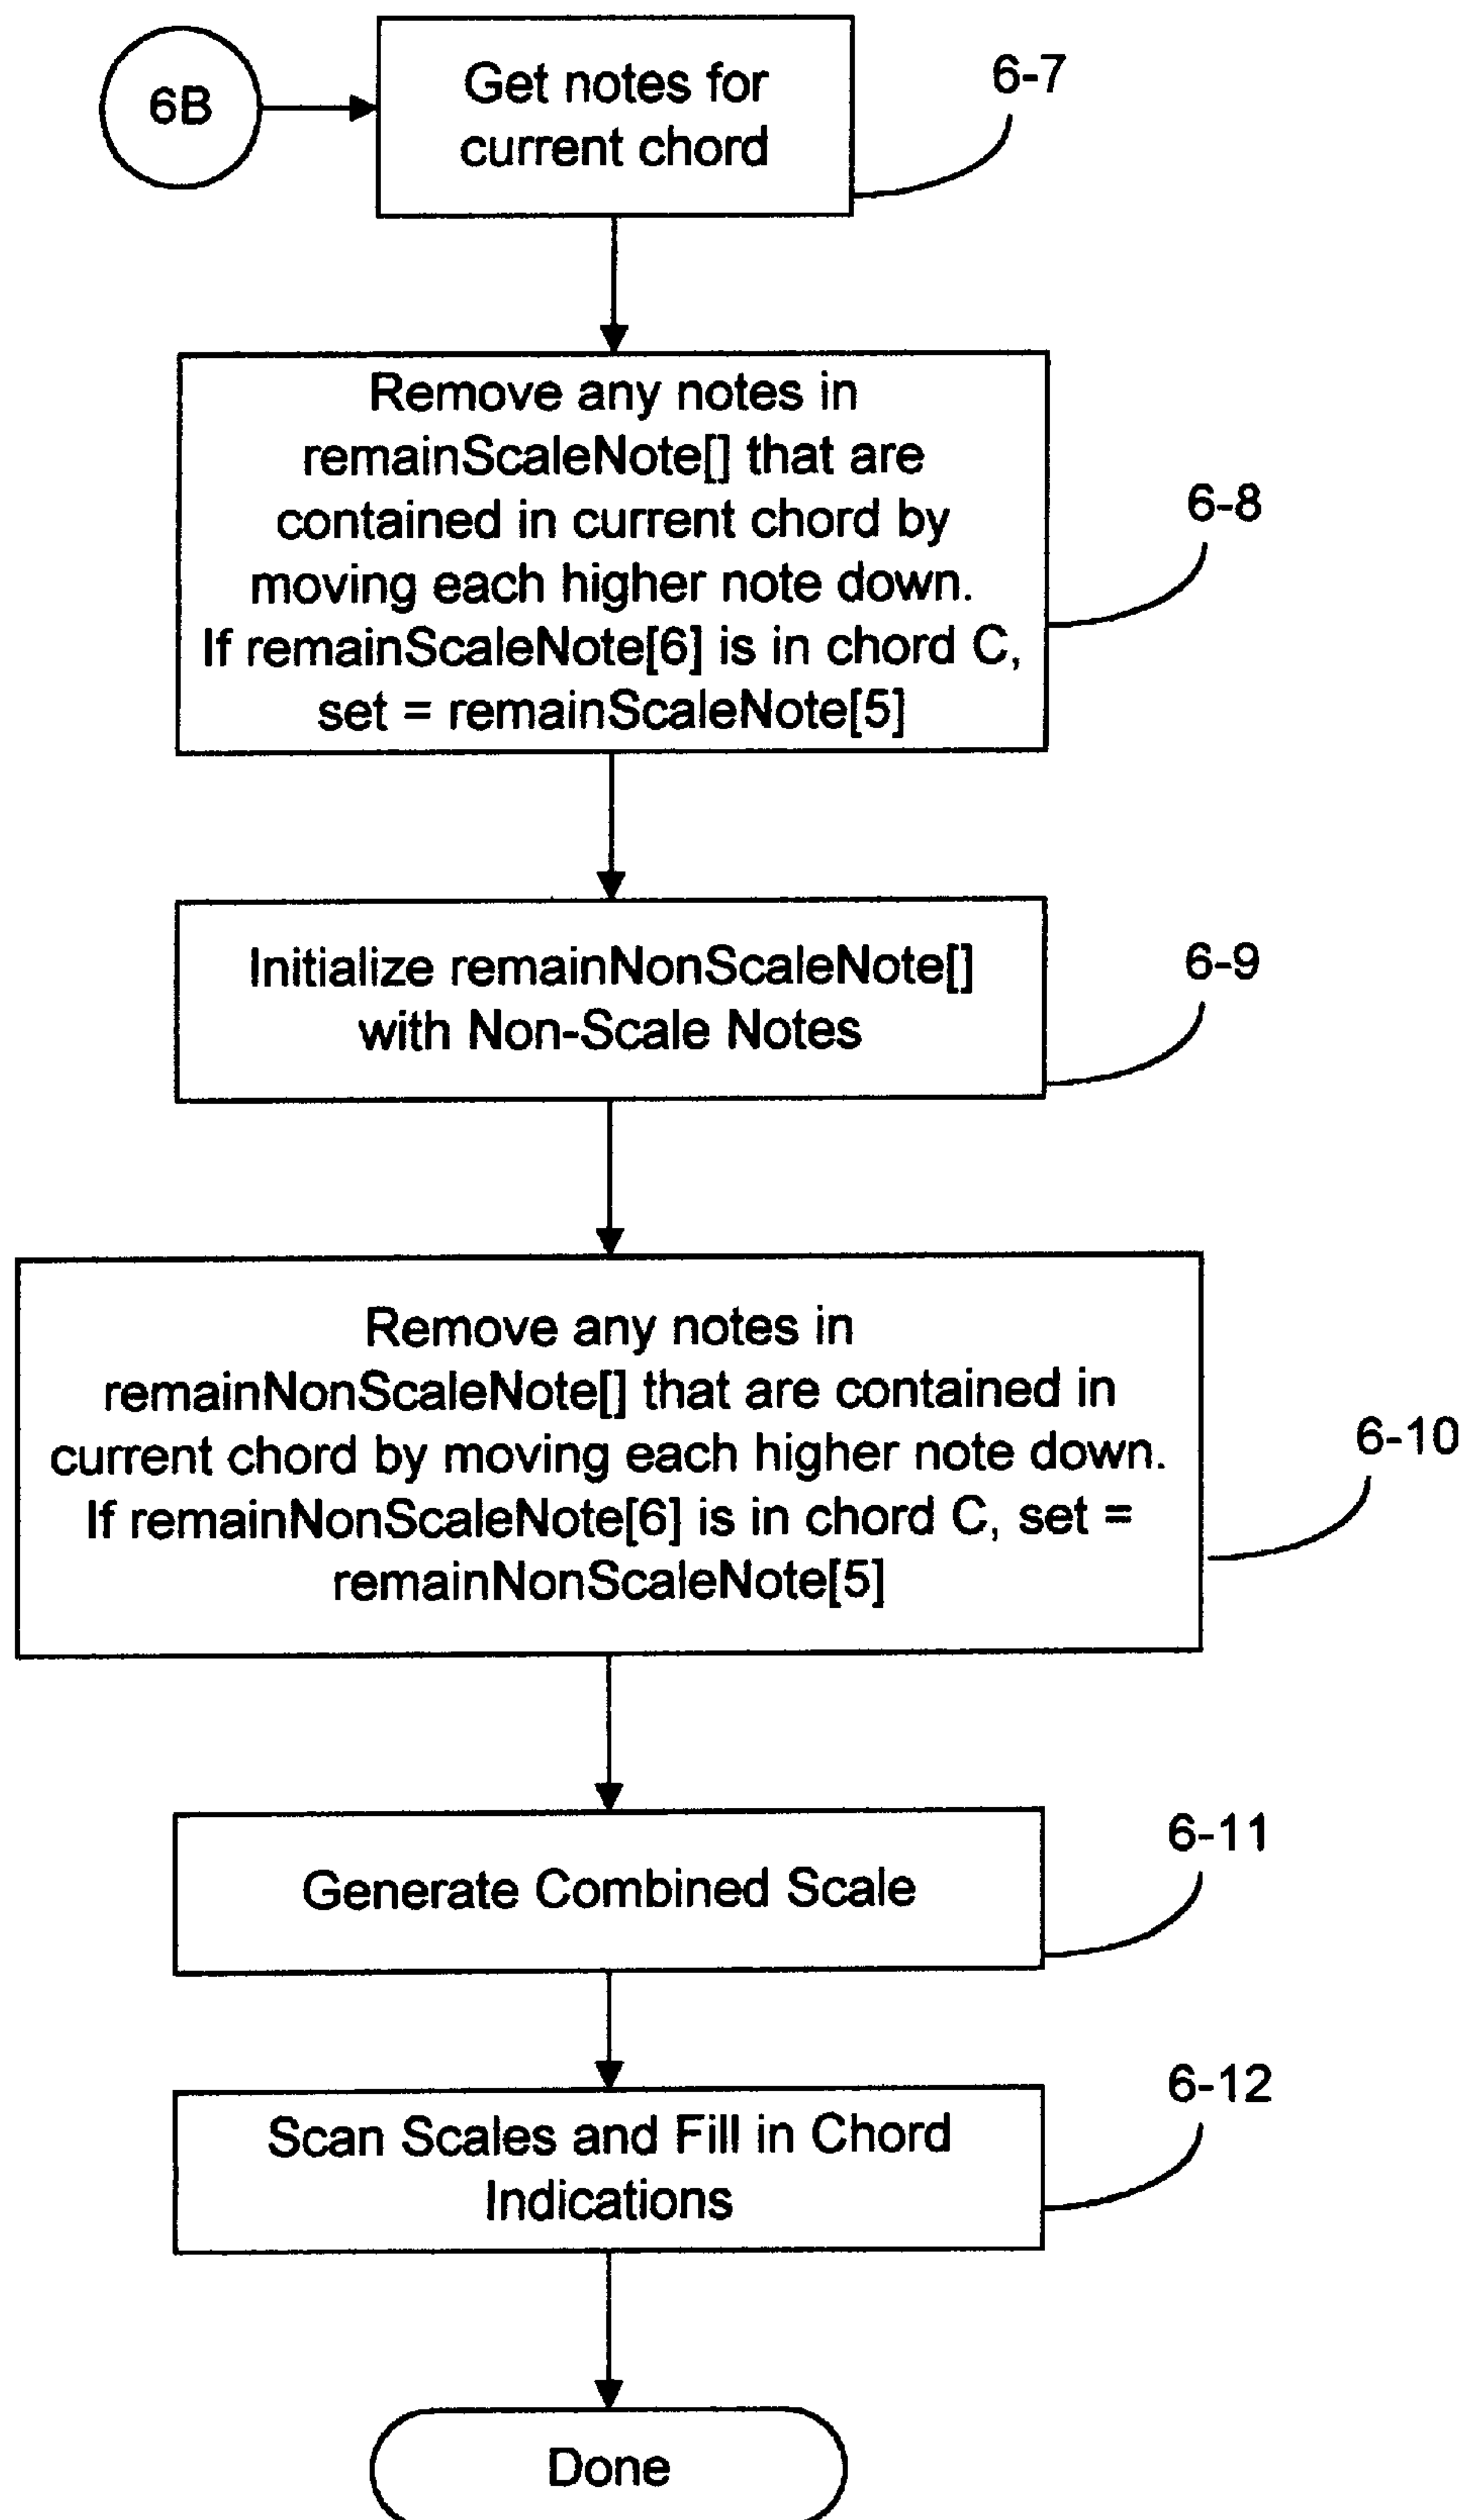 6B
Get notes for
current chord
6-7
Remove any notes in
remainScaleNote[] that are
contained in current chord by
moving each higher note down.
If remainScaleNote[6] is in chord C,
set = remainScaleNote[5]
6-8
Initialize remainNonScaleNote[]
with Non-Scale Notes
6-9
Remove any notes in
remainNonScaleNote[] that are contained in
current chord by moving each higher note down.
If remainNonScaleNote[6] is in chord C, set =
remainNonScaleNote[5]
6-10
Generate Combined Scale
6-11
Scan Scales and Fill in Chord
Indications
6-12
Done